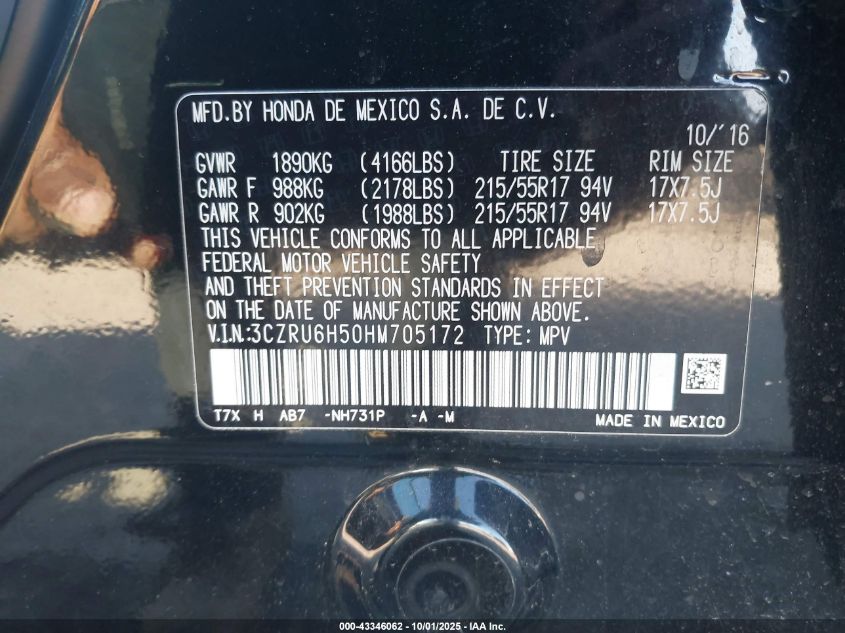 MFD.BY HONDA DE MEXICO S.A. DE C.V.
10/'16
GVWR 1890KG (4166LBS) TIRE SIZE RIM SIZE
GAWR F 988KG (2178LBS) 215/55R17 94V 17X7.5J
GAWR R 902KG (1988LBS) 215/55R17 94V 17X7.5J
THIS VEHICLE CONFORMS TO ALL APPLICABLE
FEDERAL MOTOR VEHICLE SAFETY
AND THEFT PREVENTION STANDARDS IN EFFECT
ON THE DATE OF MANUFACTURE SHOWN ABOVE.
V.I.N.:3CZRU6H50HM705172 TYPE: MPV
T7X H AB7 -NH731P -A -M MADE IN MEXICO
000-43346062 - 10/01/2025 - IAA Inc.